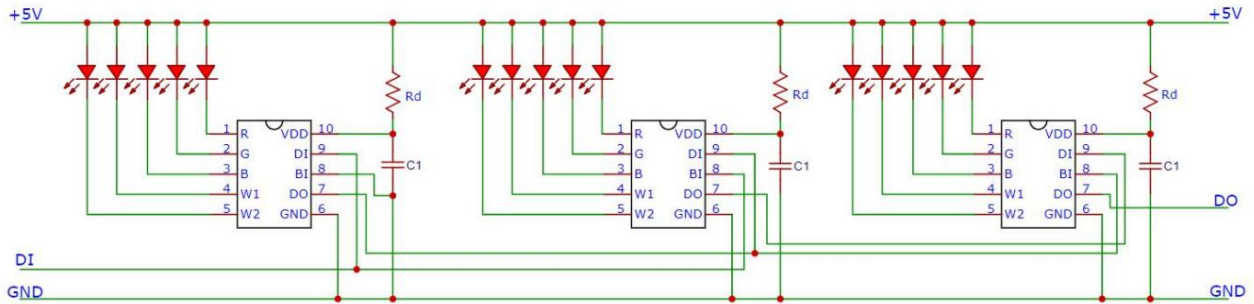 +5V +5V
Rd Rd Rd
1 R VDD 10 1 R VDD 10 1 R VDD 10
2 G DI 9 2 G DI 9 2 G DI 9
C1 C1 C1
3 B BI 8 3 B BI 8 3 B BI 8
4 W1 DO 7 4 W1 DO 7 4 W1 DO 7
DO
5 W2 GND 6 5 W2 GND 6 5 W2 GND 6
DI
GND GND